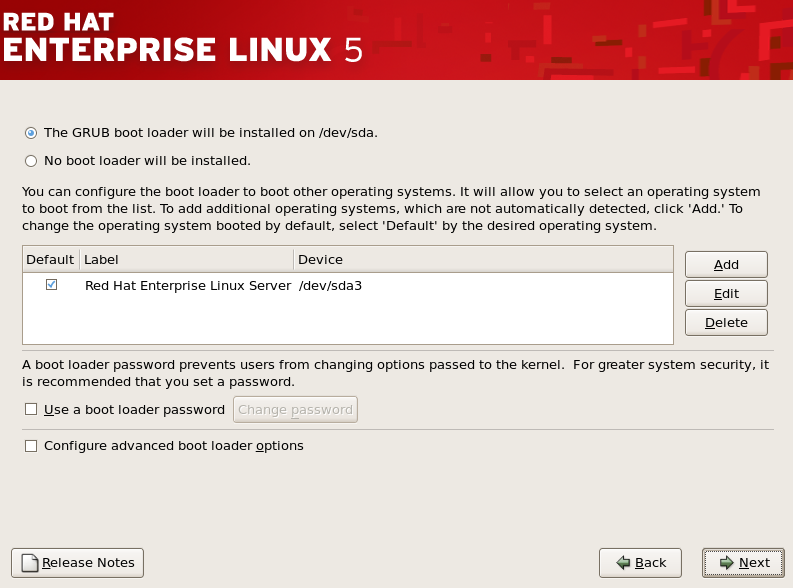 RED HAT
ENTERPRISE LINUX 5
The GRUB boot loader will be installed on /dev/sda.
No boot loader will be installed.
You can configure the boot loader to boot other operating systems. It will allow you to select an operating system
to boot from the list. To add additional operating systems, which are not automatically detected, click 'Add.' To
change the operating system booted by default, select 'Default' by the desired operating system.
Default Label Device
Red Hat Enterprise Linux Server /dev/sda3
Add
Edit
Delete
A boot loader password prevents users from changing options passed to the kernel.  For greater system security, it
is recommended that you set a password.
Use a boot loader password Change password
Configure advanced boot loader options
Release Notes Back Next